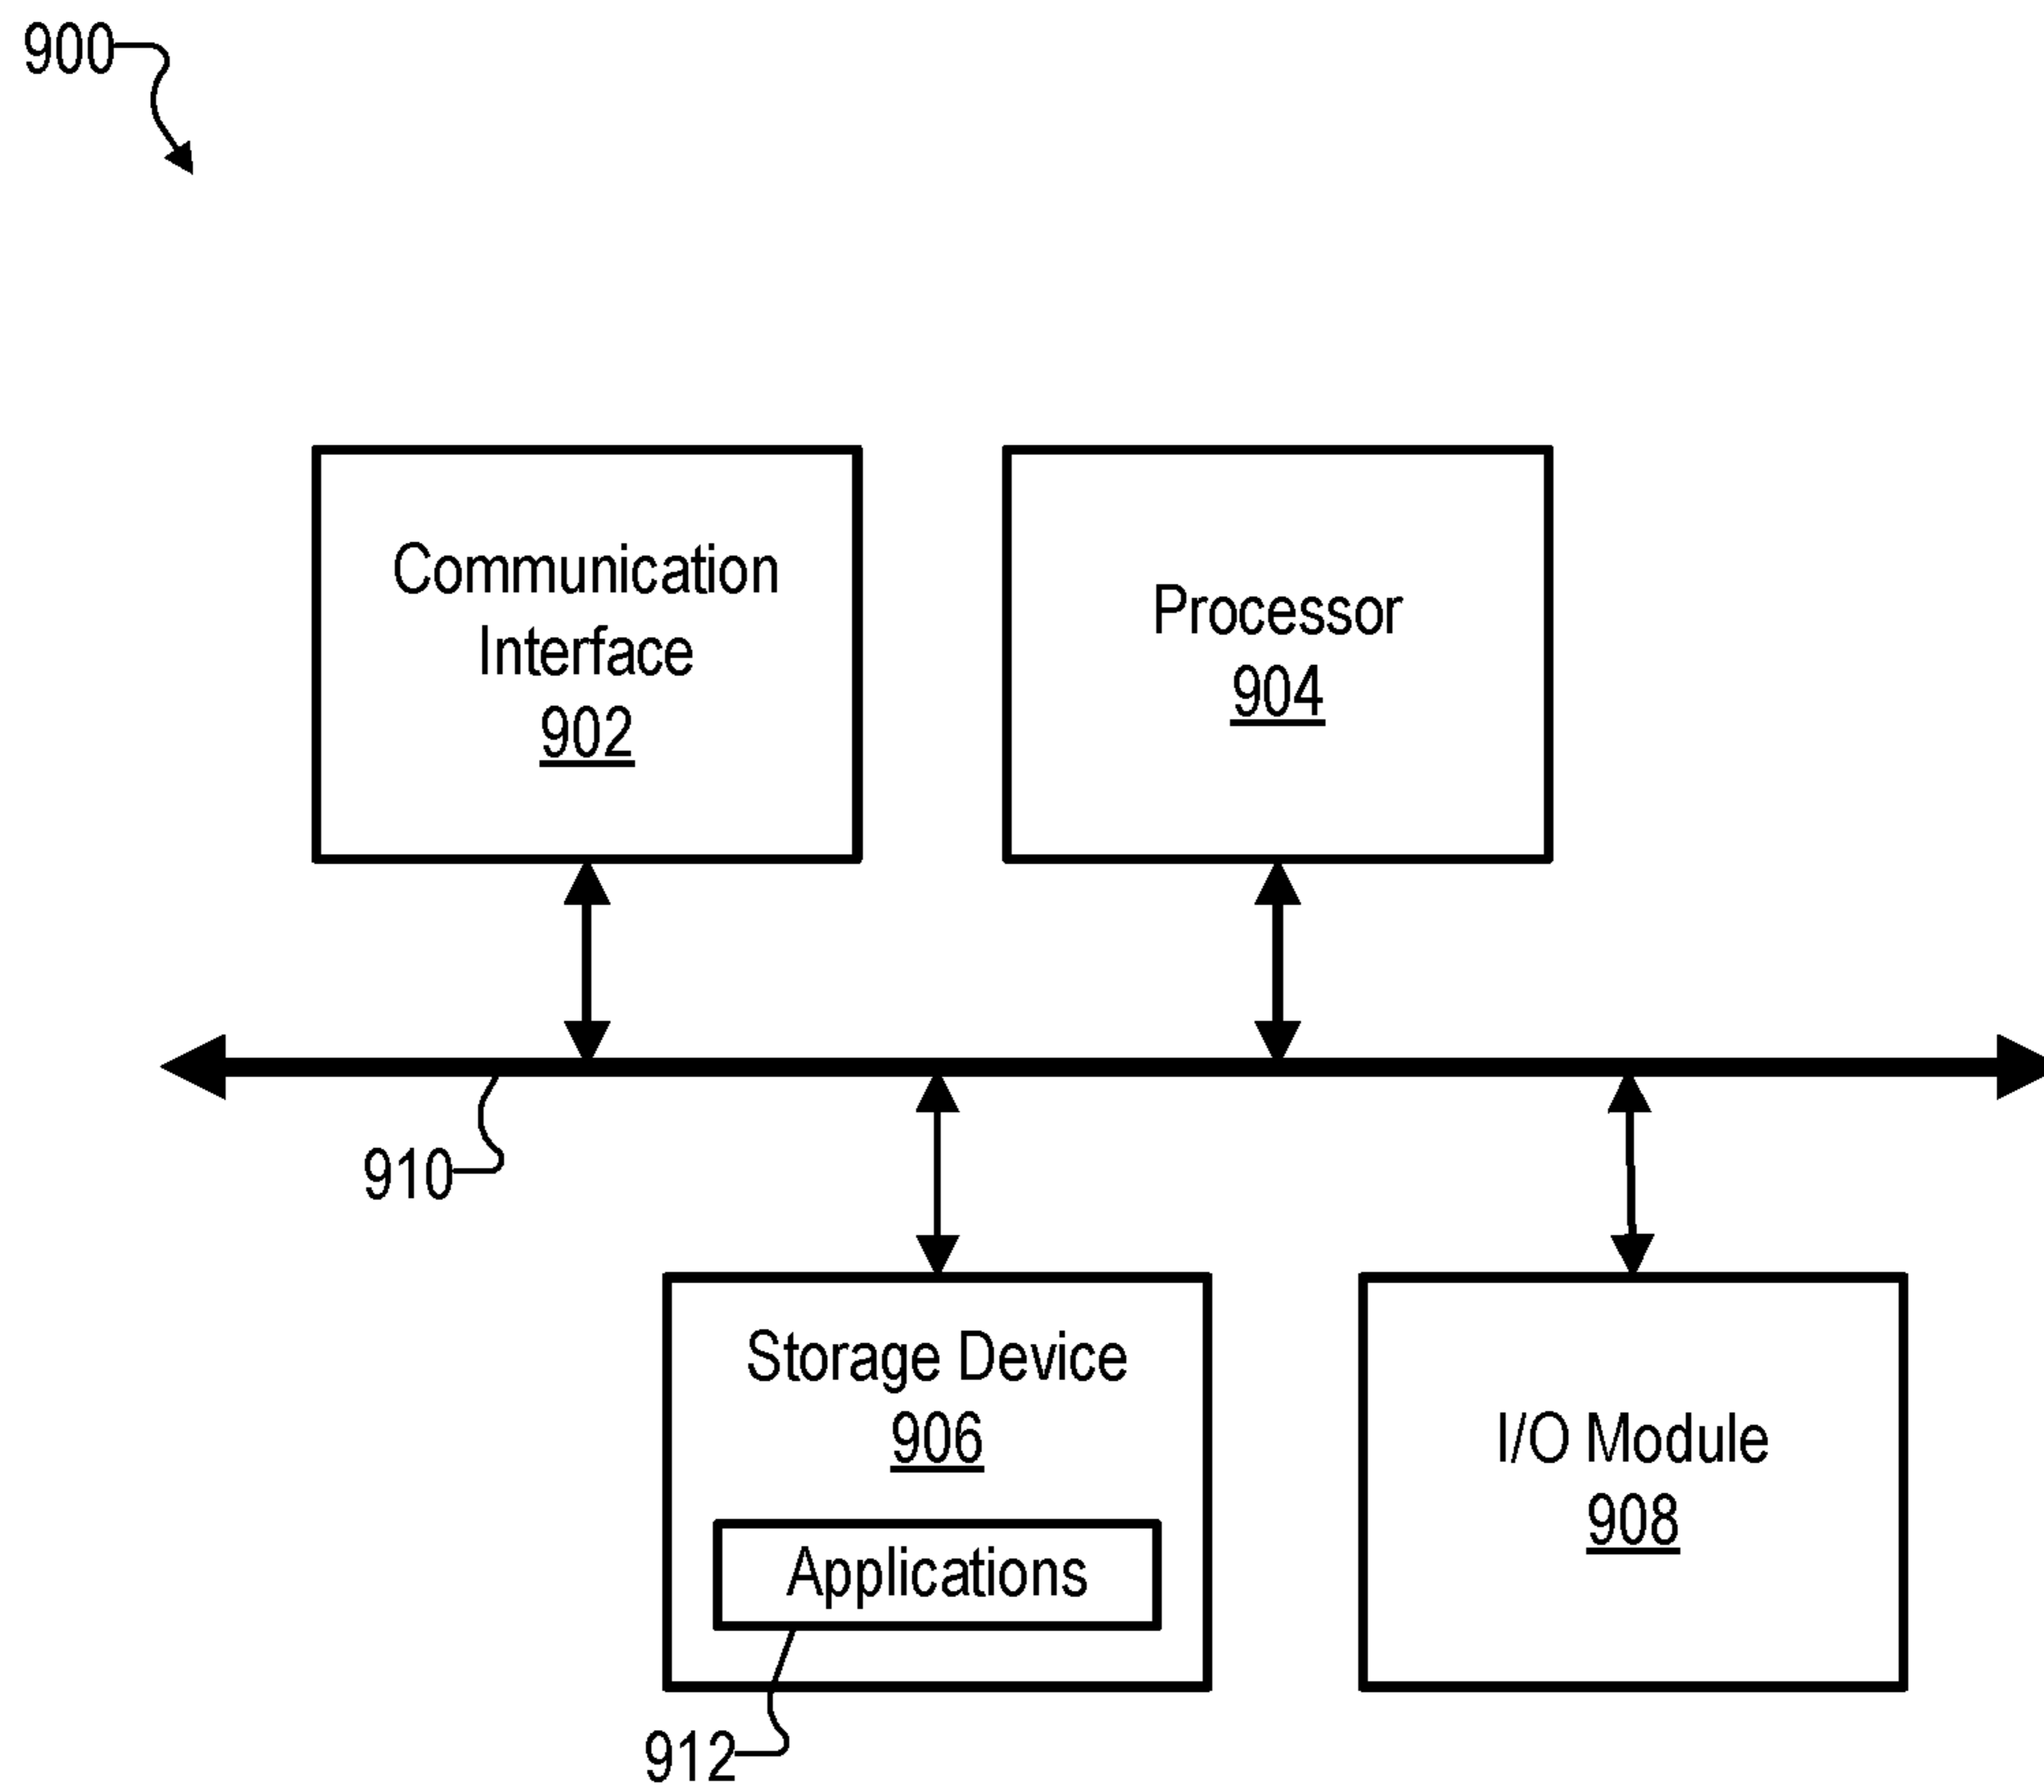 900
Communication
Interface
902
Processor
904
910
Storage Device
906
Applications
912
I/O Module
908